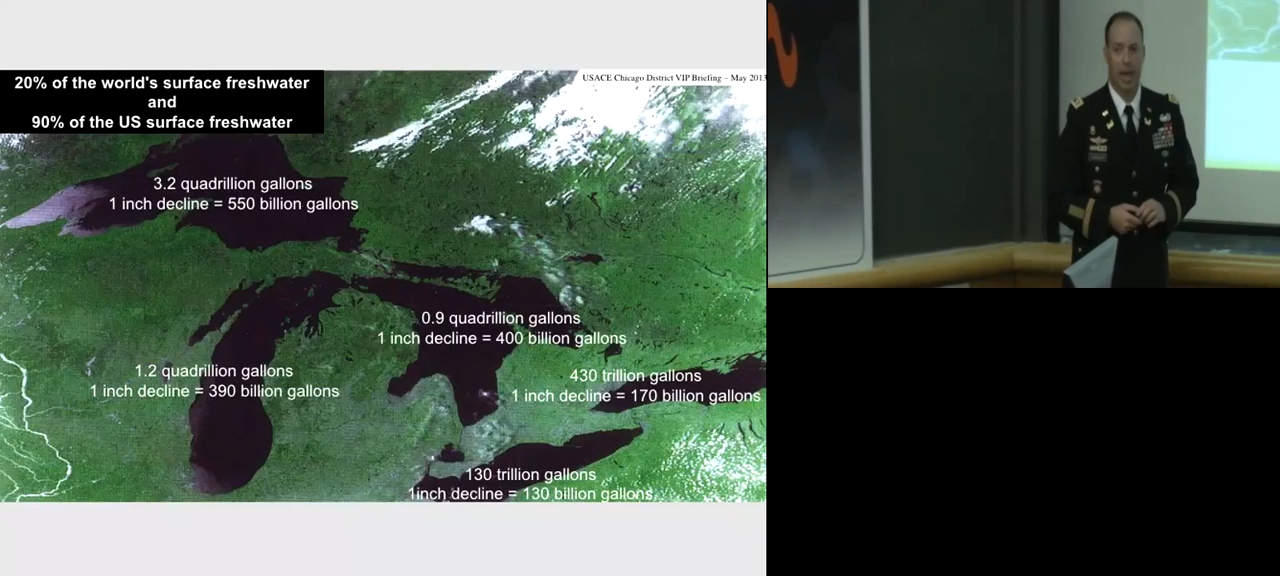 20% of the world's surface freshwater
and
90% of the US surface freshwater
USACE Chicago District VIP Briefing – May 2013
3.2 quadrillion gallons
1 inch decline = 550 billion gallons
0.9 quadrillion gallons
1 inch decline = 400 billion gallons
1.2 quadrillion gallons
1 inch decline = 390 billion gallons
430 trillion gallons
1 inch decline = 170 billion gallons
130 trillion gallons
1inch decline = 130 billion gallons